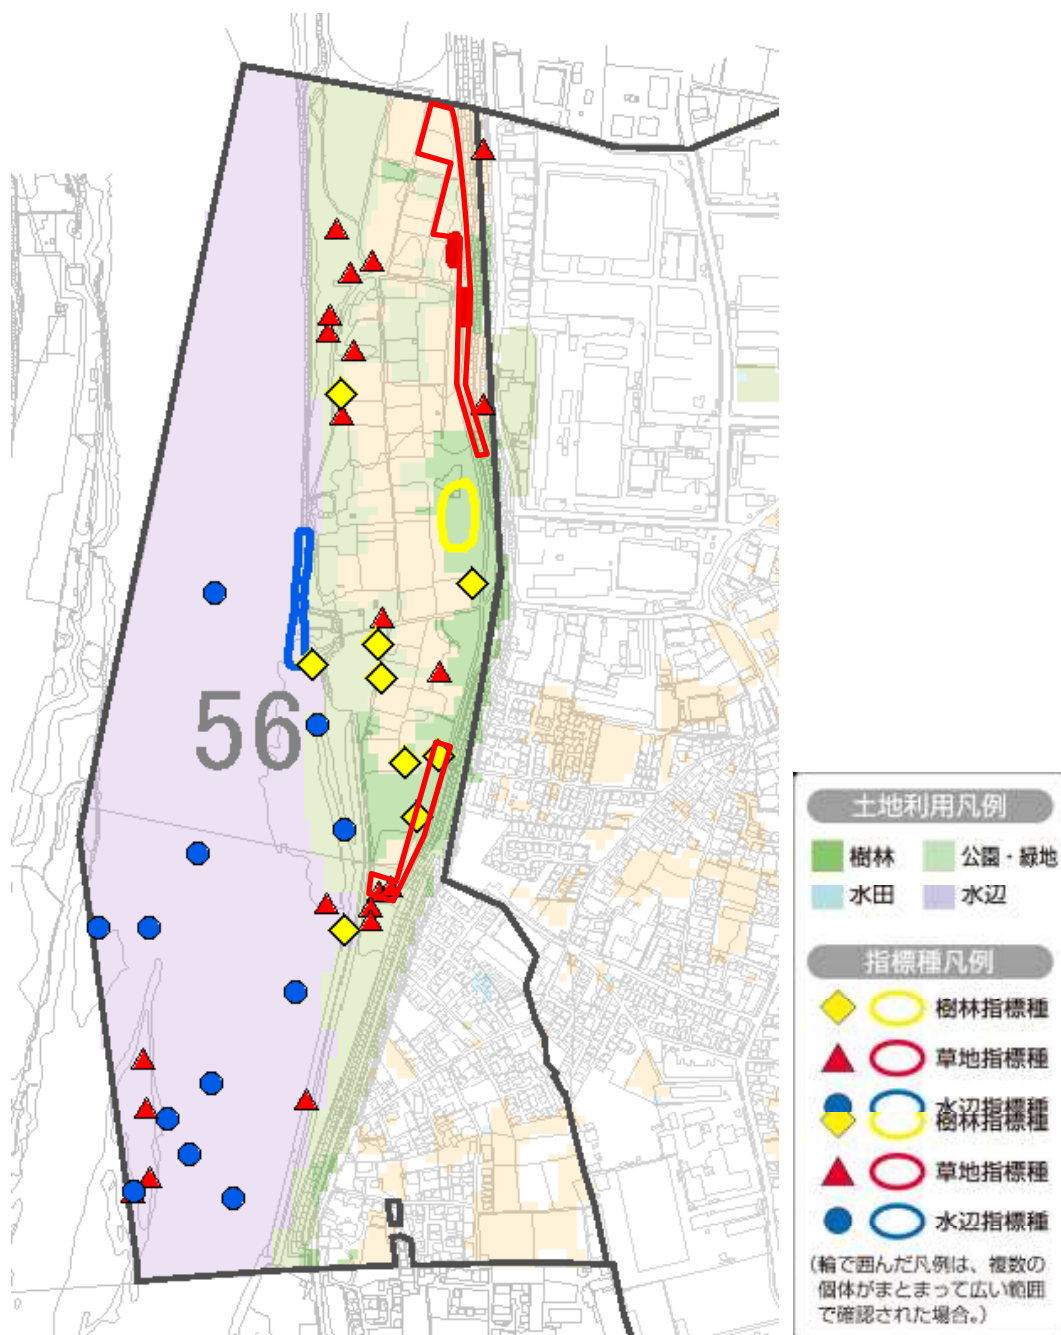 56
土地利用凡例
樹林 公園・緑地
水田 水辺
指標種凡例
樹林指標種
草地指標種
水辺指標種
樹林指標種
草地指標種
水辺指標種
(輪で囲んだ凡例は、複数の
個体がまとまって広い範囲
で確認された場合。)